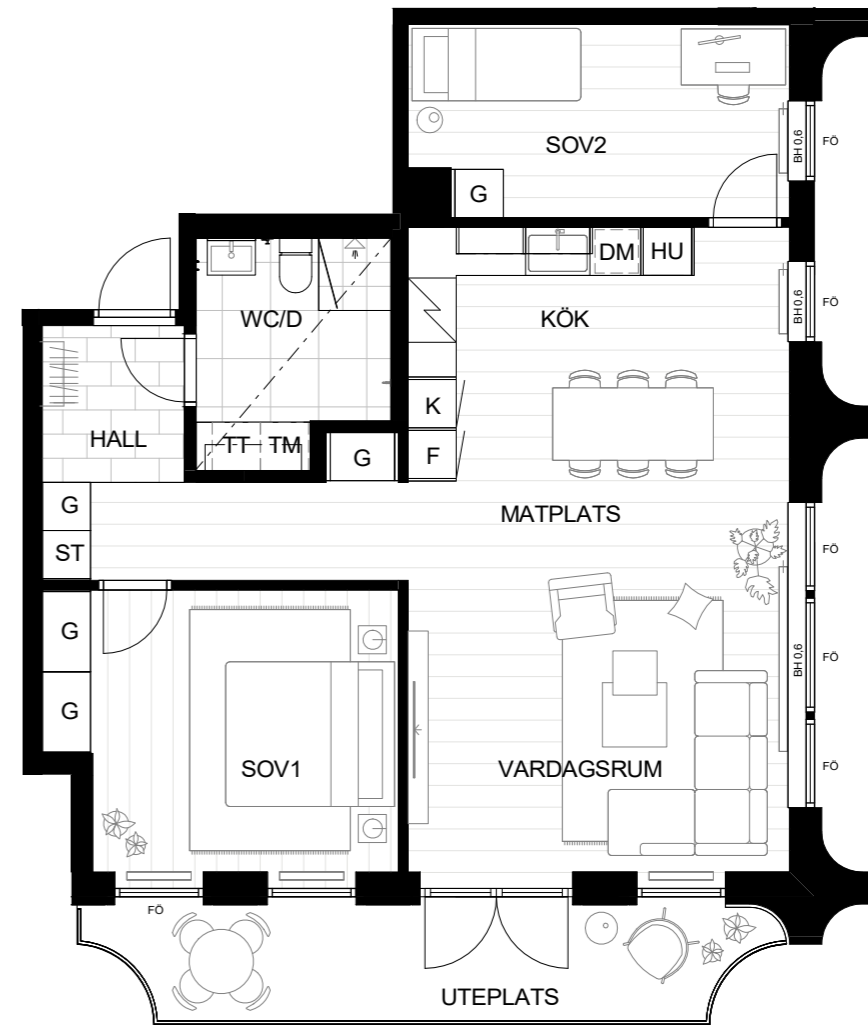 SOV2
BH 0,6
FÖ
G
DM
HU
WC/D
KÖK
BH 0,6
FÖ
K
HALL
TT
TM
G
F
G
MATPLATS
ST
FÖ
G
BH 0,6
FÖ
G
SOV1
VARDAGSRUM
FÖ
FÖ
UTEPLATS